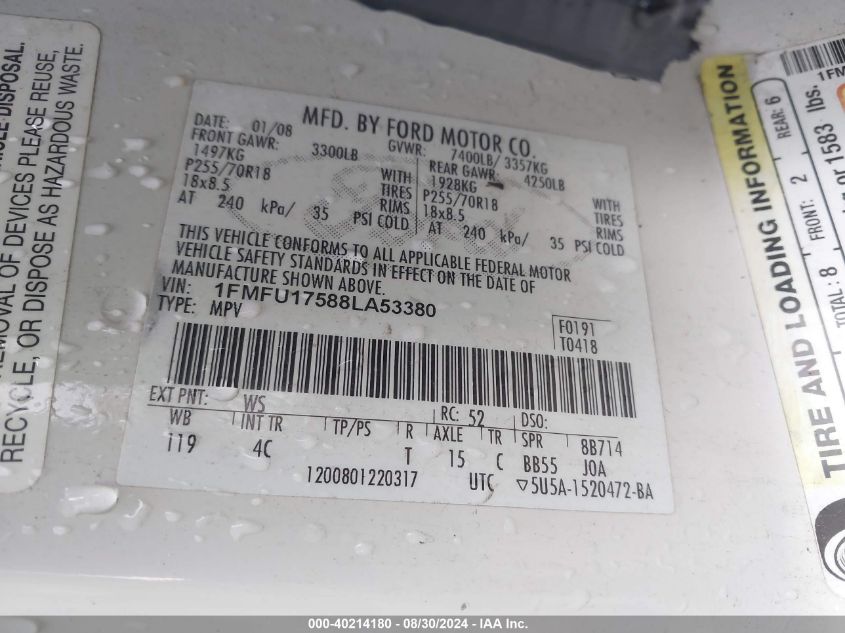 REMOVAL OF DEVICES PLEASE REUSE,
RECYCLE, OR DISPOSE AS HAZARDOUS WASTE.
DISPOSAL,
MFD. BY FORD MOTOR CO.
DATE: 01/08 GVWR: 7400LB/ 3357KG
FRONT GAWR: 3300LB REAR GAWR: 4250LB
1497KG WITH 1928KG WITH
P255/70R18 TIRES P255/70R18 TIRES
18x8.5 RIMS 18x8.5 RIMS
AT 240 kPa/ 35 PSI COLD AT 240 kPa/ 35 PSI COLD
THIS VEHICLE CONFORMS TO ALL APPLICABLE FEDERAL MOTOR
VEHICLE SAFETY STANDARDS IN EFFECT ON THE DATE OF
MANUFACTURE SHOWN ABOVE.
VIN: 1FMFU17588LA53380
TYPE: MPV
F0191
T0418
EXT PNT: WS RC: 52 DSO:
WB INT TR TP/PS R AXLE TR SPR 8B714
119 4C T 15 C BB55 J0A
1200801220317 UTC ▽5U5A-1520472-BA
TIRE AND LOADING INFORMATION
TOTAL: 8 FRONT: 2 REAR: 6
or 1583 lbs.
1FM
000-40214180 - 08/30/2024 - IAA Inc.